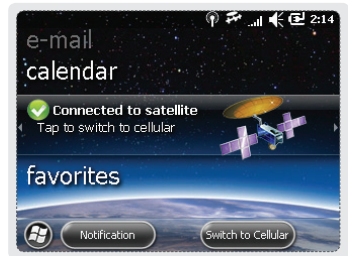 2:14
e-mail
calendar
Connected to satellite
Tap to switch to cellular
favorites
Notification
Switch to Cellular